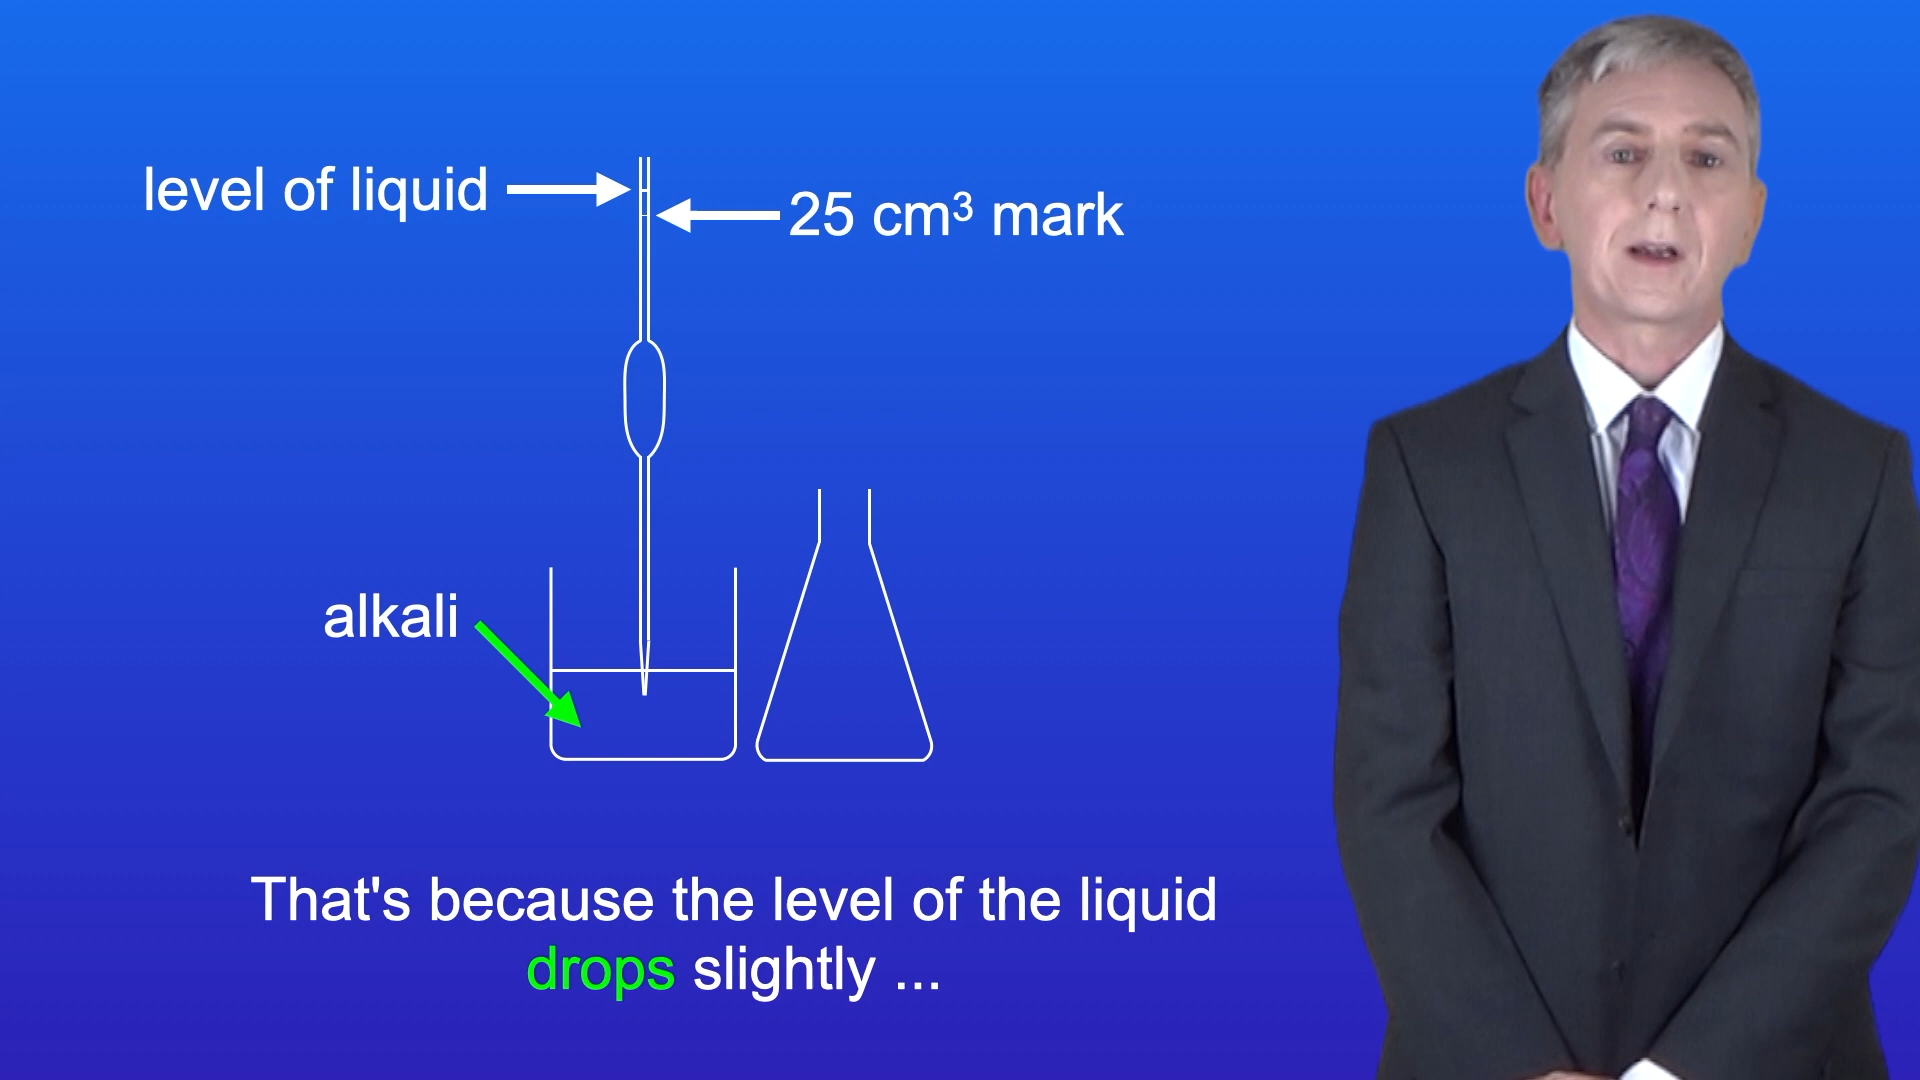 level of liquid
25 cm³ mark
alkali
That's because the level of the liquid
drops slightly ...